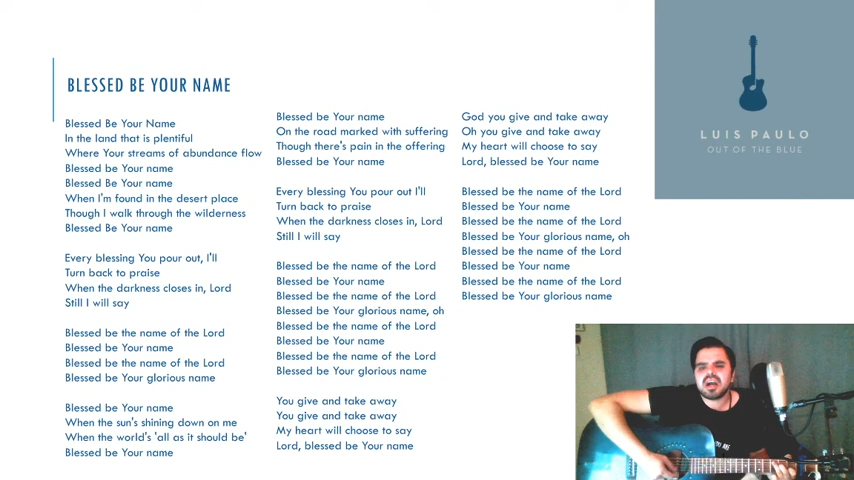 BLESSED BE YOUR NAME
Blessed Be Your Name
In the land that is plentiful
Where Your streams of abundance flow
Blessed be Your name
Blessed Be Your name
When I'm found in the desert place
Though I walk through the wilderness
Blessed Be Your name
Every blessing You pour out, I'll
Turn back to praise
When the darkness closes in, Lord
Still I will say
Blessed be the name of the Lord
Blessed be Your name
Blessed be the name of the Lord
Blessed be Your glorious name
Blessed be Your name
When the sun's shining down on me
When the world's 'all as it should be'
Blessed be Your name
Blessed be Your name
On the road marked with suffering
Though there's pain in the offering
Blessed be Your name
Every blessing You pour out I'll
Turn back to praise
When the darkness closes in, Lord
Still I will say
Blessed be the name of the Lord
Blessed be Your name
Blessed be the name of the Lord
Blessed be Your glorious name, oh
Blessed be the name of the Lord
Blessed be Your name
Blessed be the name of the Lord
Blessed be Your glorious name
You give and take away
You give and take away
My heart will choose to say
Lord, blessed be Your name
God you give and take away
Oh you give and take away
My heart will choose to say
Lord, blessed be Your name
Blessed be the name of the Lord
Blessed be Your name
Blessed be the name of the Lord
Blessed be Your glorious name, oh
Blessed be the name of the Lord
Blessed be Your name
Blessed be the name of the Lord
Blessed be Your glorious name
LUIS PAULO
OUT OF THE BLUE